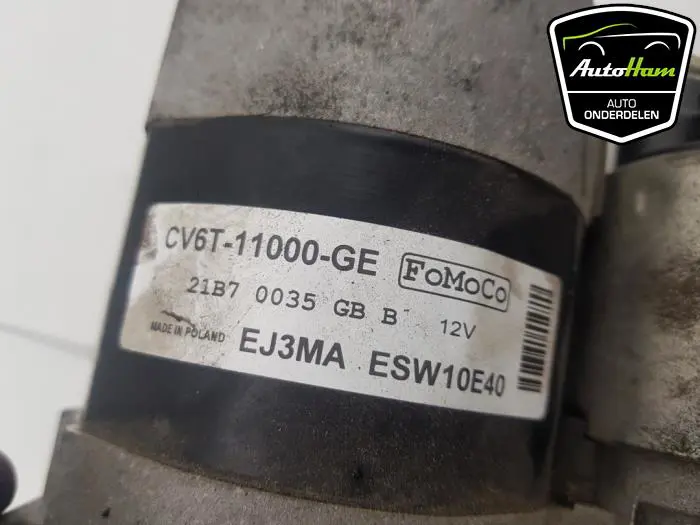 AutoHam
AUTO
ONDERDELEN
CV6T-11000-GE FoMoCo
21B7 0035 GB B 12V
MADE IN POLAND EJ3MA ESW10E40